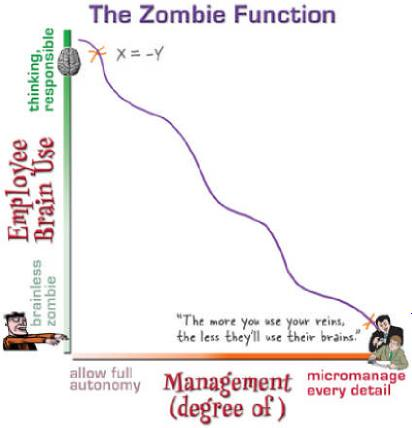 The Zombie Function
thinking,
responsible
X = -Y
Employee
Brain Use
brainless
zombie
"The more you use your reins,
the less they'll use their brains."
allow full
autonomy
Management
(degree of)
micromanage
every detail